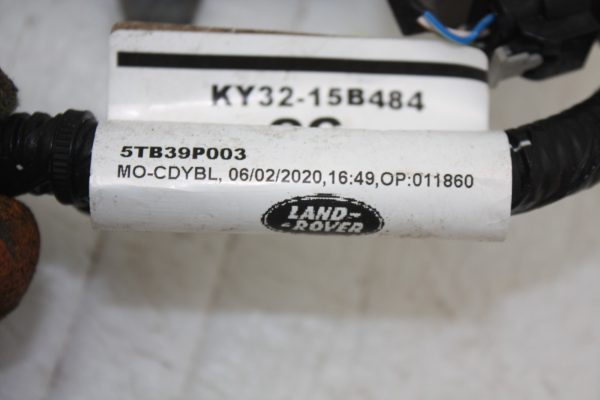 KY32-15B484
5TB39P003
MO-CDYBL, 06/02/2020,16:49,OP:011860
LAND-
-ROVER